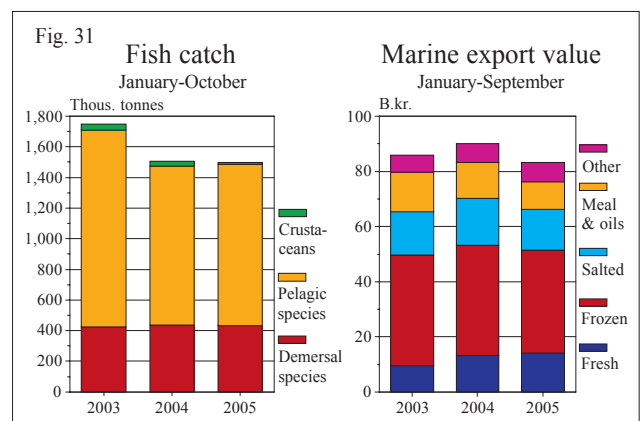 Fig. 31
Fish catch
January-October
Thous. tonnes
1,800
1,600
1,400
1,200
1,000
800
600
400
200
0
2003
2004
2005
Crusta-
ceans
Pelagic
species
Demersal
species
Marine export value
January-September
B.kr.
100
80
60
40
20
0
2003
2004
2005
Other
Meal
& oils
Salted
Frozen
Fresh